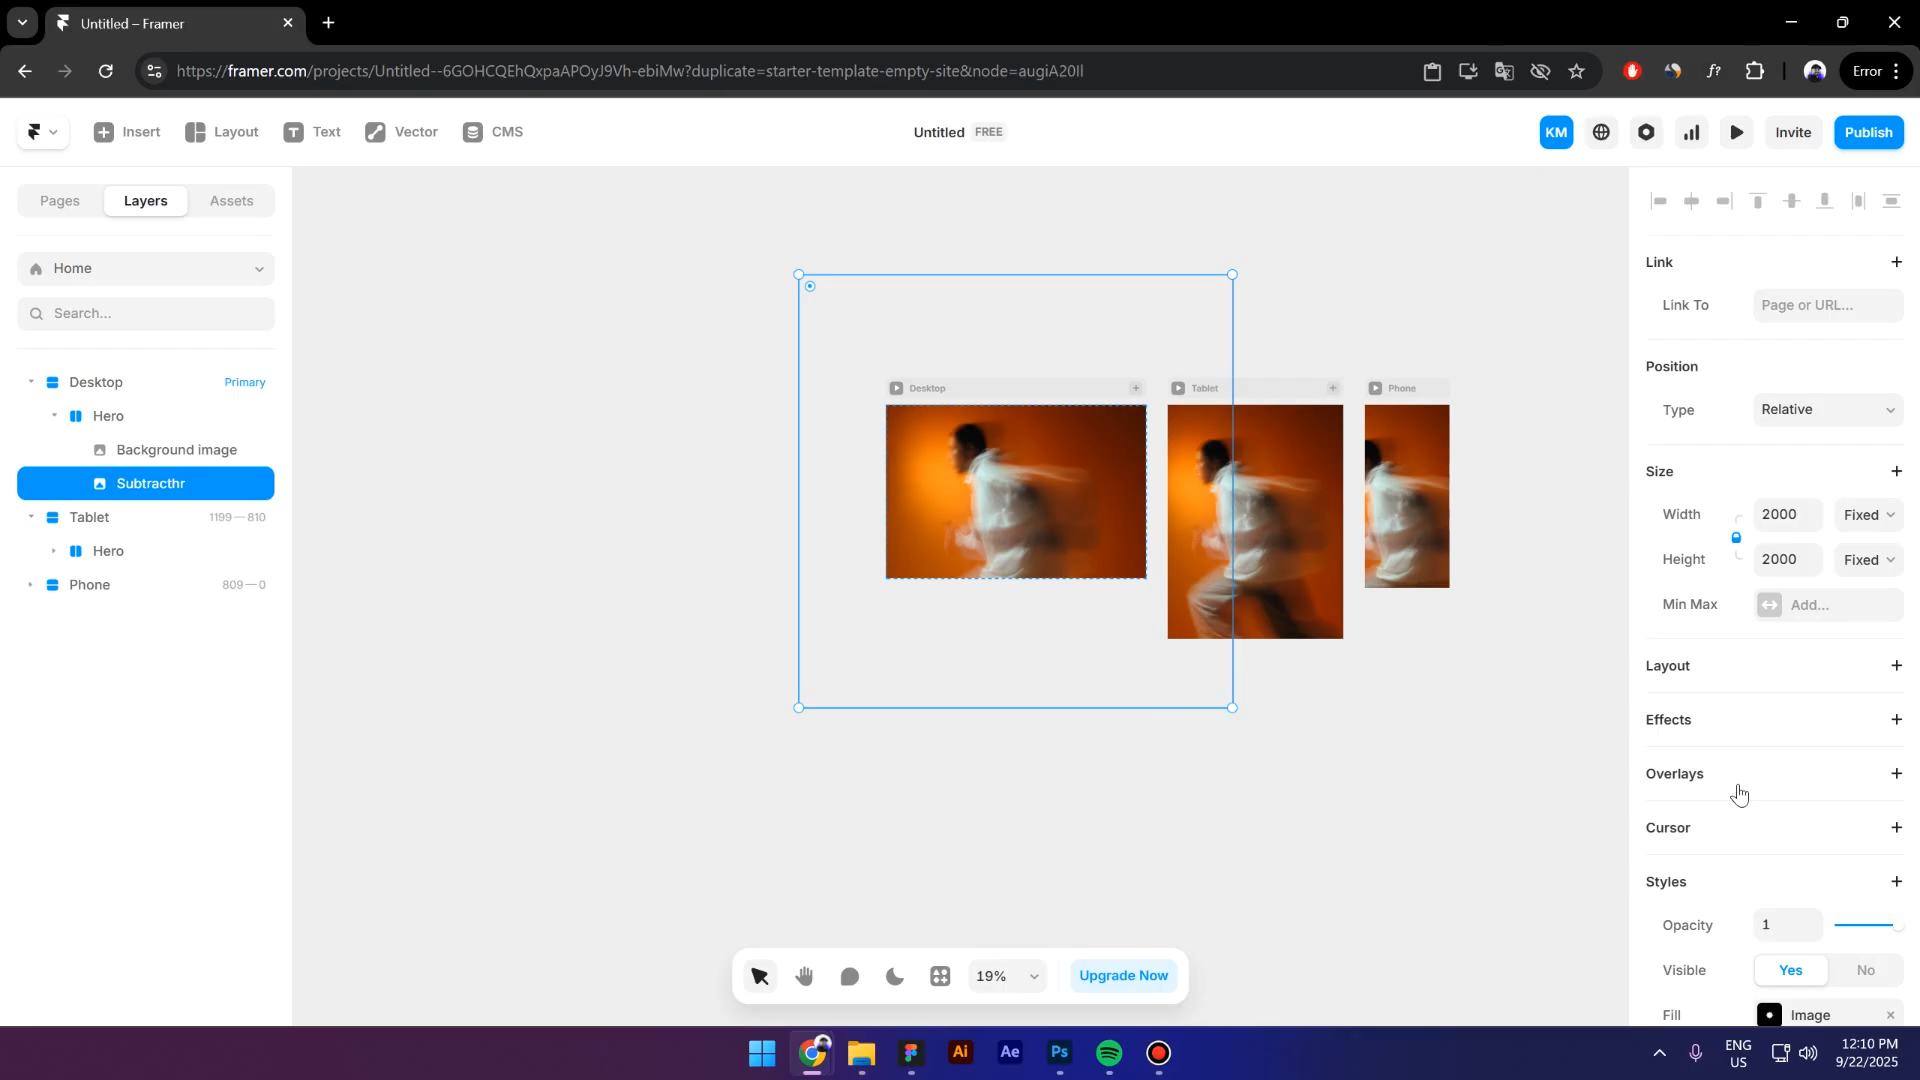 Untitled – Framer
https://framer.com/projects/Untitled--6GOHCQEhQxpaAPOyJ9Vh-ebiMw?duplicate=starter-template-empty-site&node=augiA20Il
Error
Insert
Layout
Text
Vector
CMS
Untitled FREE
KM
Invite
Publish
Pages
Layers
Assets
Home
Search...
Desktop Primary
Hero
Background image
Subtracthr
Tablet 1199 — 810
Hero
Phone 809 — 0
Desktop
Tablet
Phone
Link
Link To Page or URL...
Position
Type Relative
Size
Width 2000 Fixed
Height 2000 Fixed
Min Max Add...
Layout
Effects
Overlays
Cursor
Styles
Opacity 1
Visible Yes No
Fill Image
19%
Upgrade Now
Ai
Ae
Ps
ENG
US
12:10 PM
9/22/2025